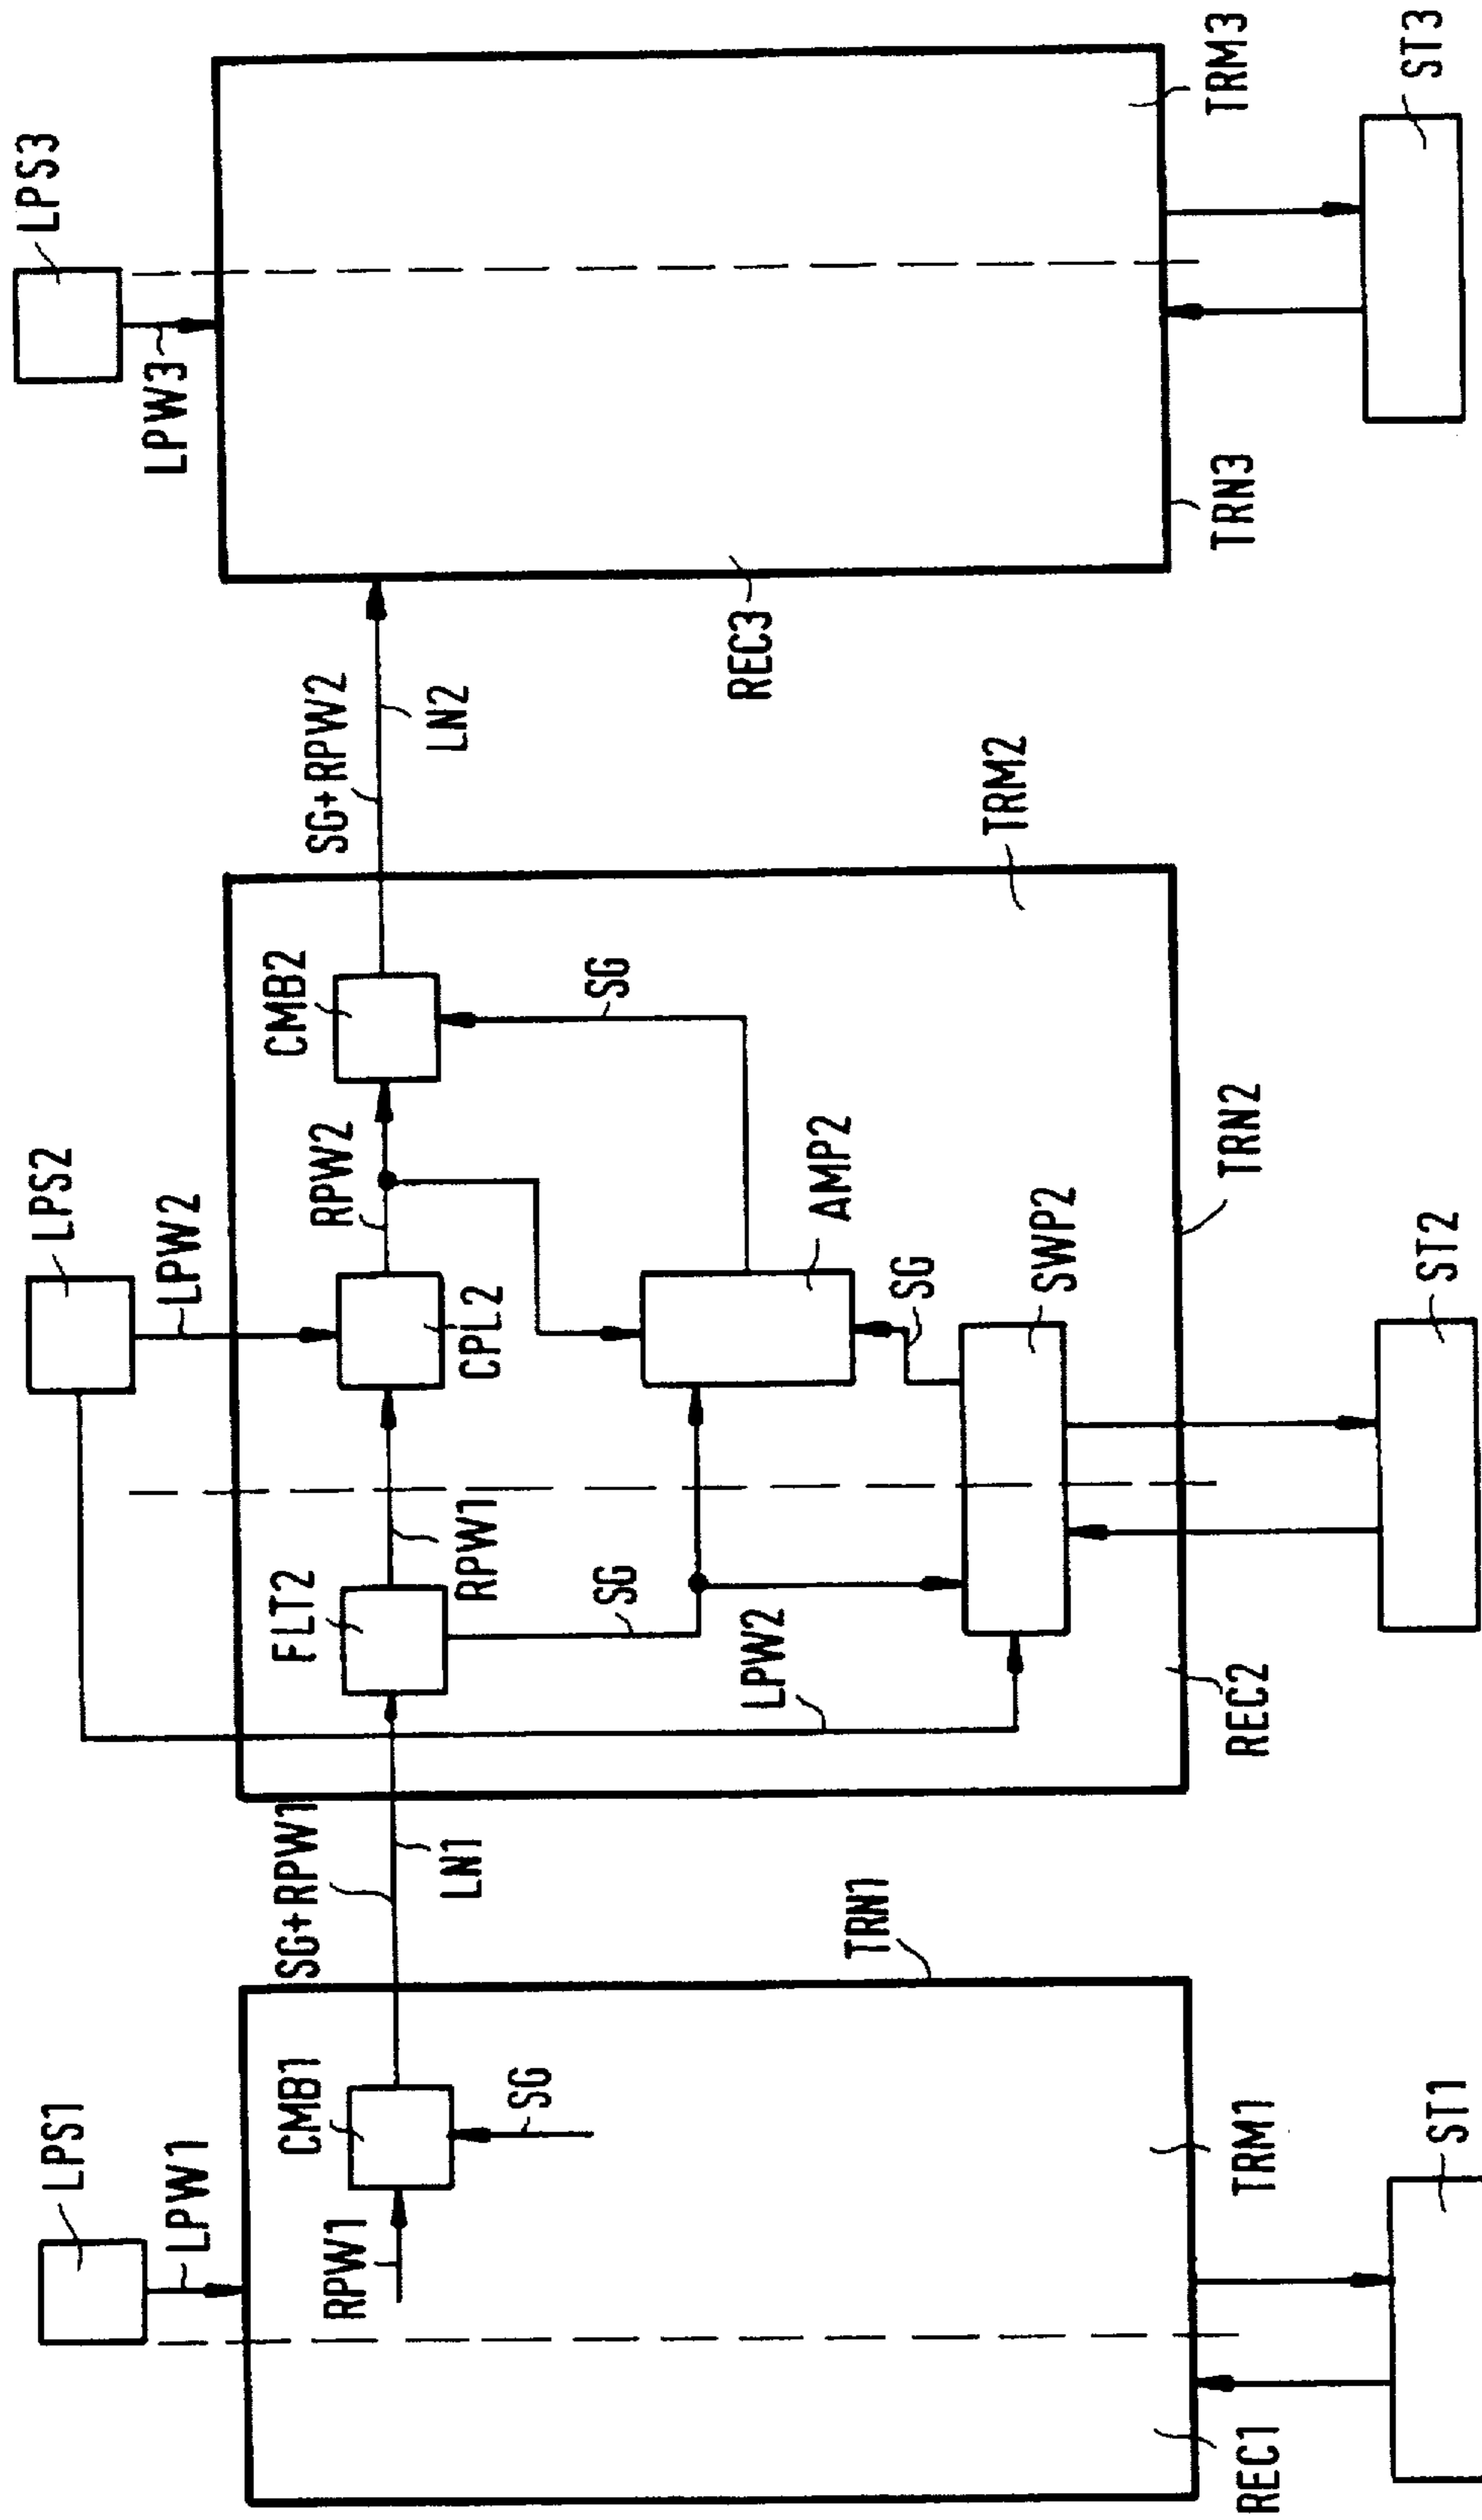 LPS1
LPW1
CMB1
RPW1
SG
TRN1
TRM1
REC1
ST1
SG+RPW1
LN1
LPS2
LPW2
FLT2
RPW1
CPL2
RPW2
CMB2
SG
SG
LPW2
AMP2
SG
SWP2
TRM2
TRN2
REC2
ST2
SG+RPW2
LN2
LPS3
LPW3
REC3
TRN3
TRM3
ST3